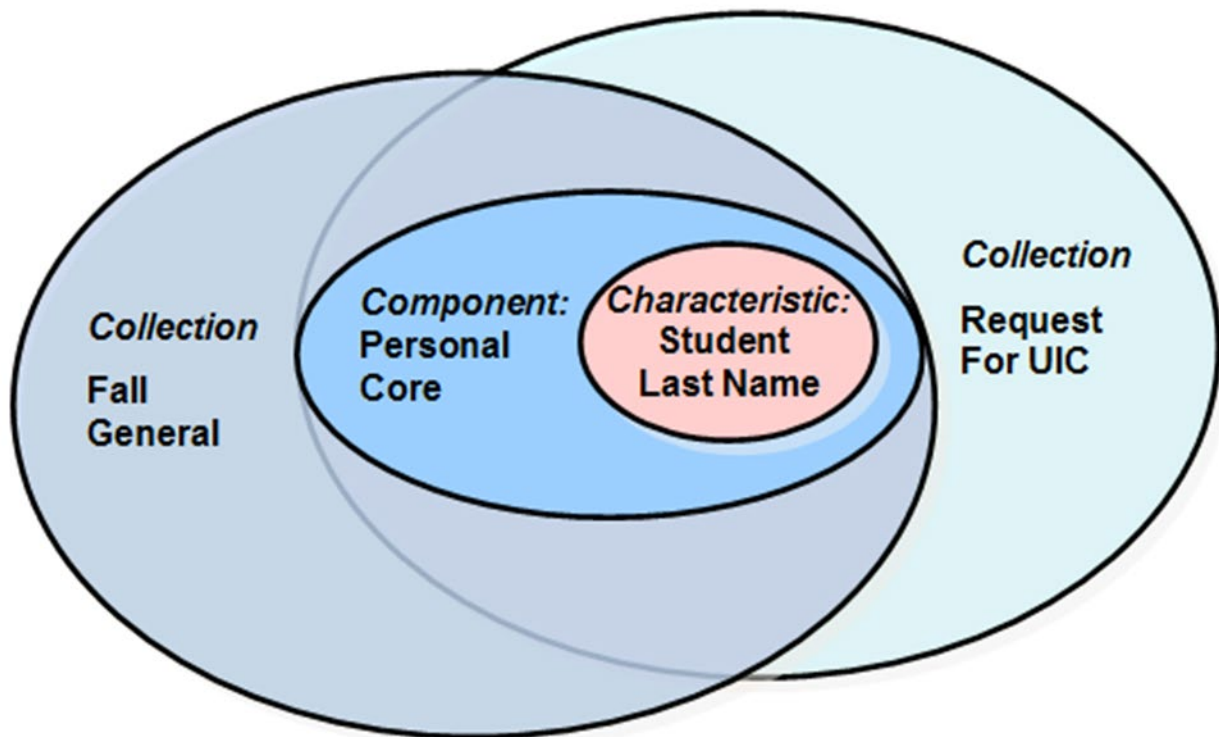 Collection
Fall
General
Component:
Personal
Core
Characteristic:
Student
Last Name
Collection
Request
For UIC